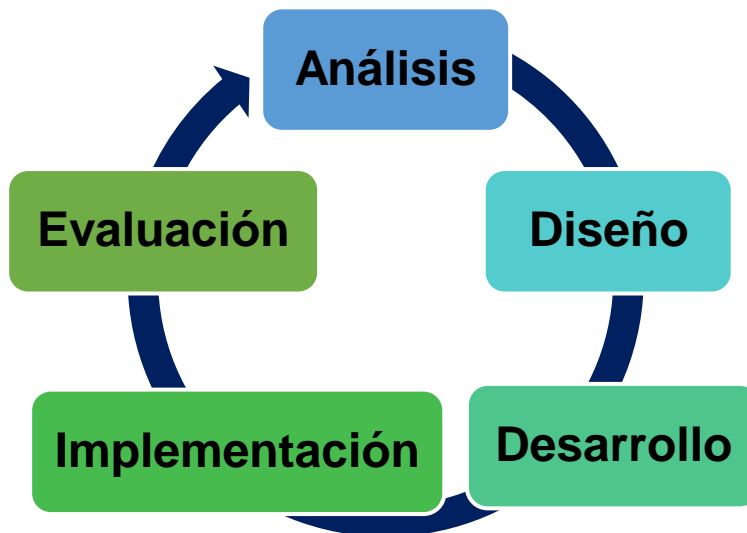 Análisis
Diseño
Desarrollo
Implementación
Evaluación